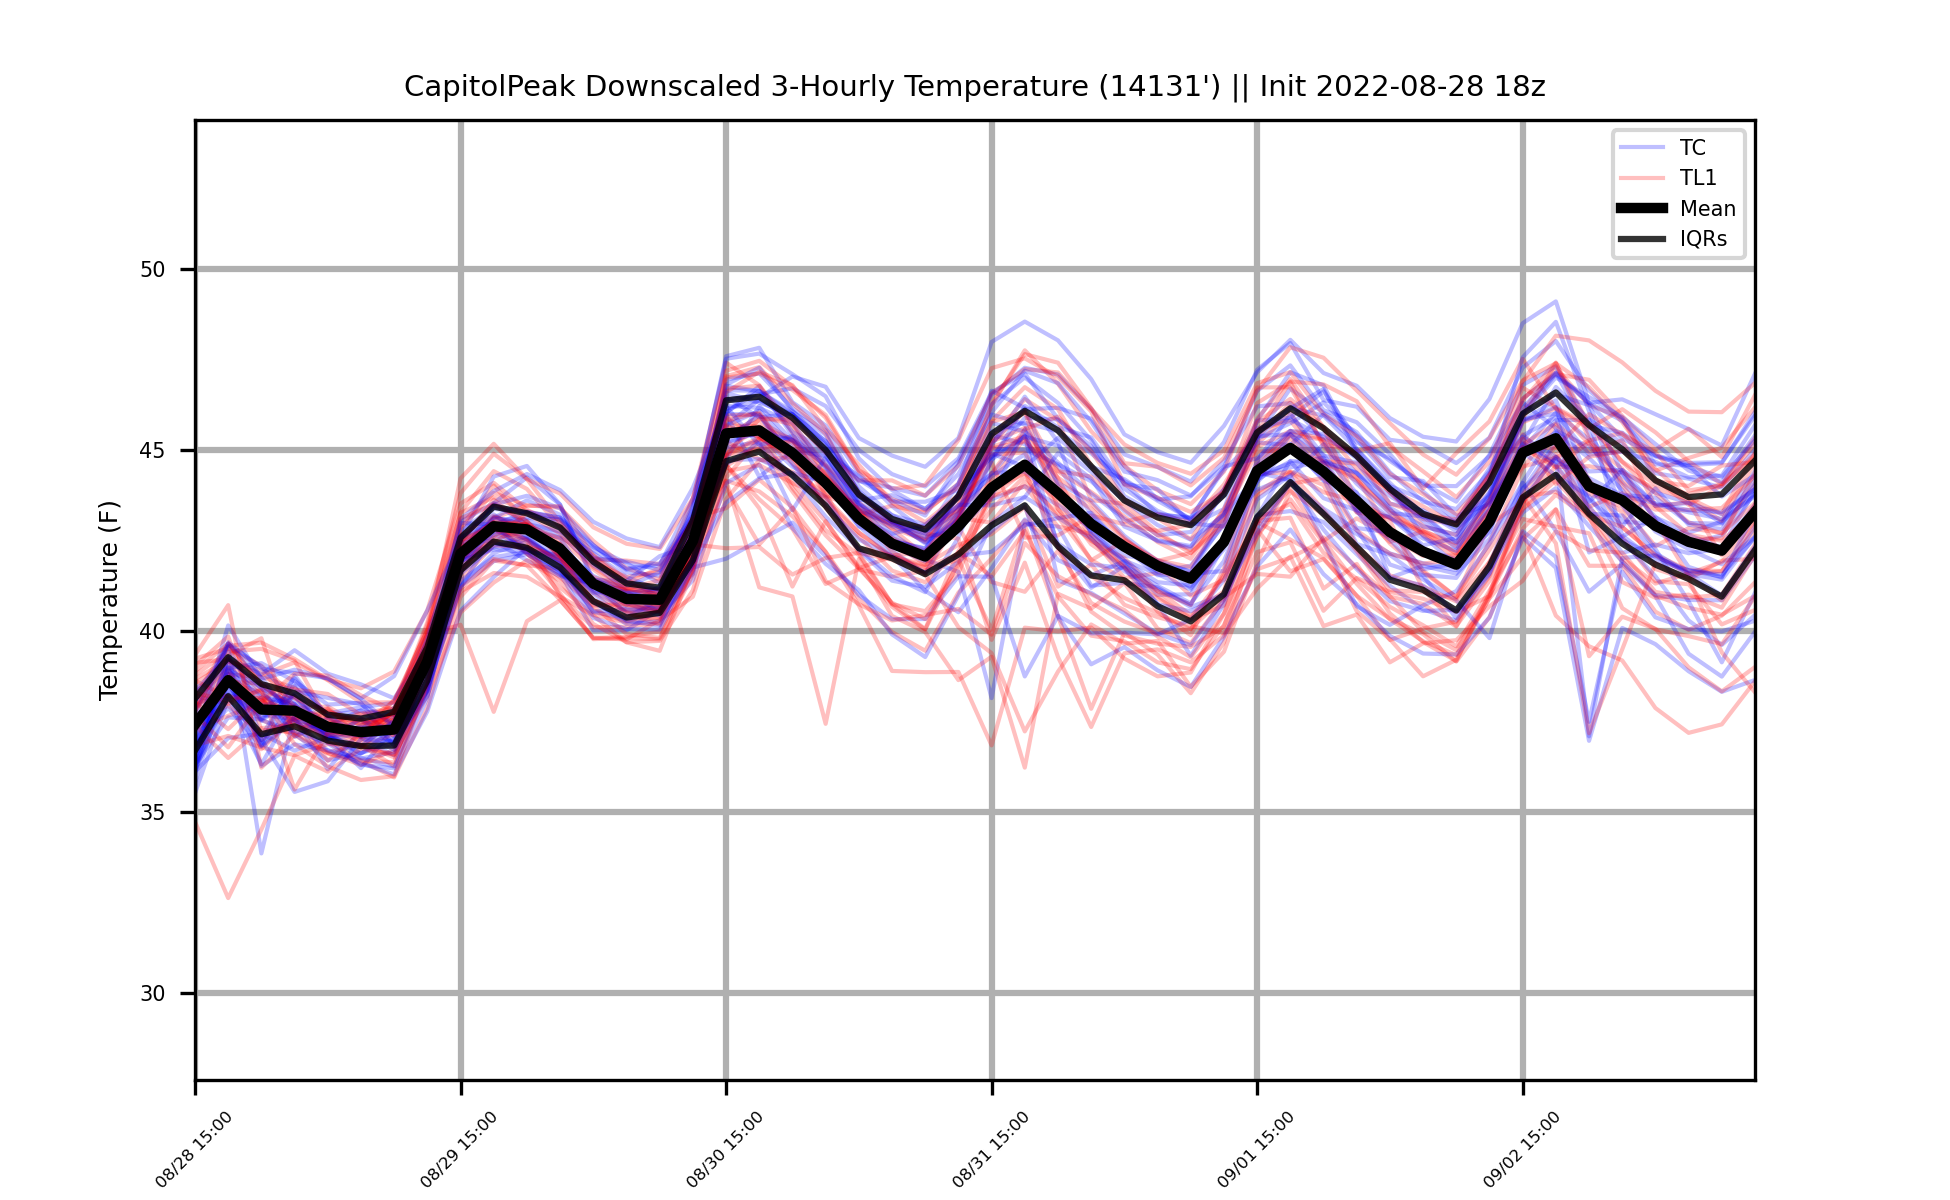 CapitolPeak Downscaled 3-Hourly Temperature (14131') || Init 2022-08-28 18z
TC
TL1
Mean
IQRs
Temperature (F)
50
45
40
35
30
08/28 15:00
08/29 15:00
08/30 15:00
08/31 15:00
09/01 15:00
09/02 15:00